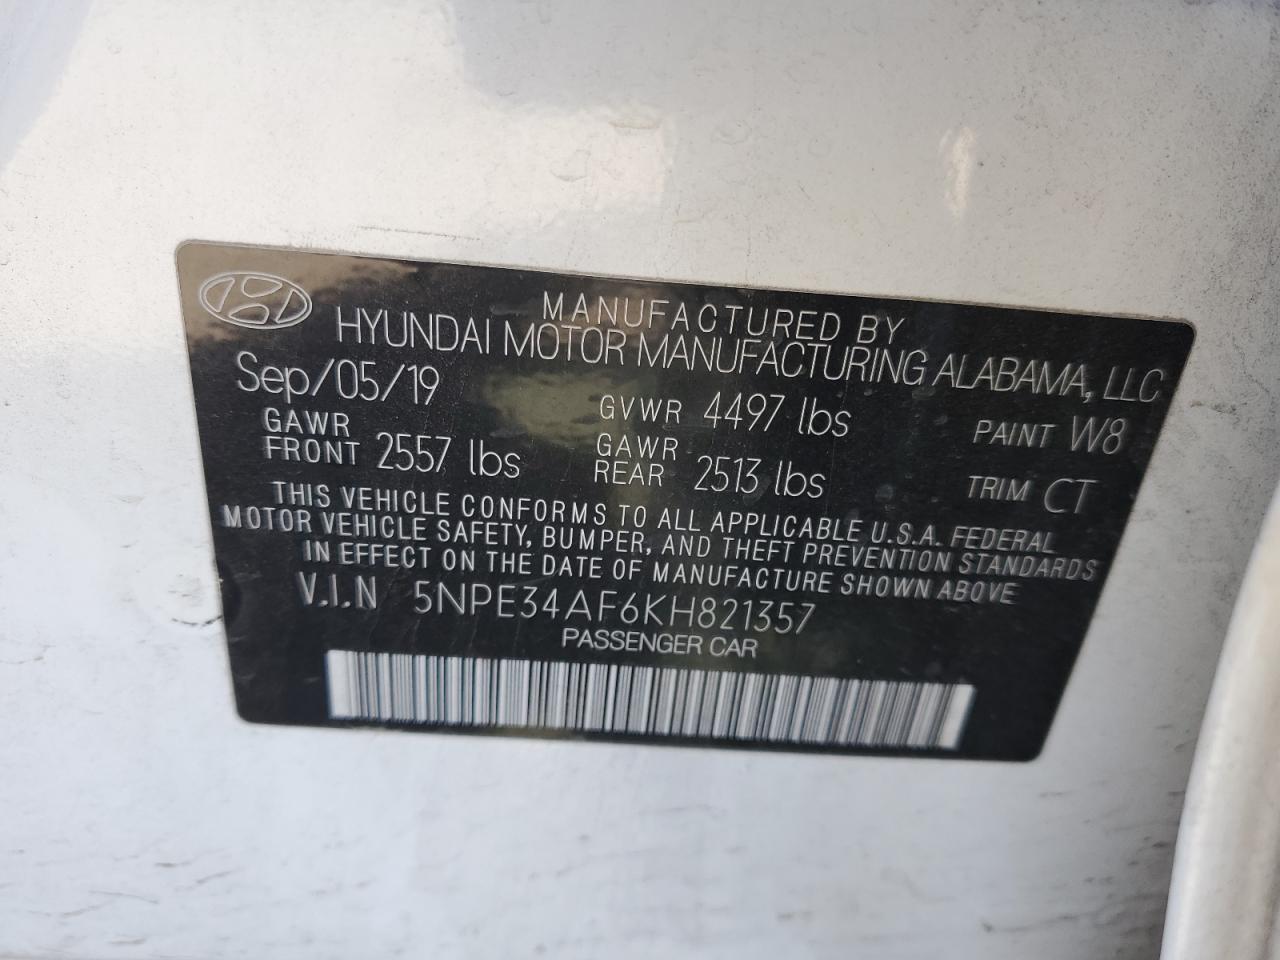 MANUFACTURED BY
HYUNDAI MOTOR MANUFACTURING ALABAMA, LLC
Sep/05/19 GVWR 4497 lbs PAINT W8
GAWR FRONT 2557 lbs GAWR REAR 2513 lbs TRIM CT
THIS VEHICLE CONFORMS TO ALL APPLICABLE U.S.A. FEDERAL
MOTOR VEHICLE SAFETY, BUMPER, AND THEFT PREVENTION STANDARDS
IN EFFECT ON THE DATE OF MANUFACTURE SHOWN ABOVE
V.I.N 5NPE34AF6KH821357
PASSENGER CAR